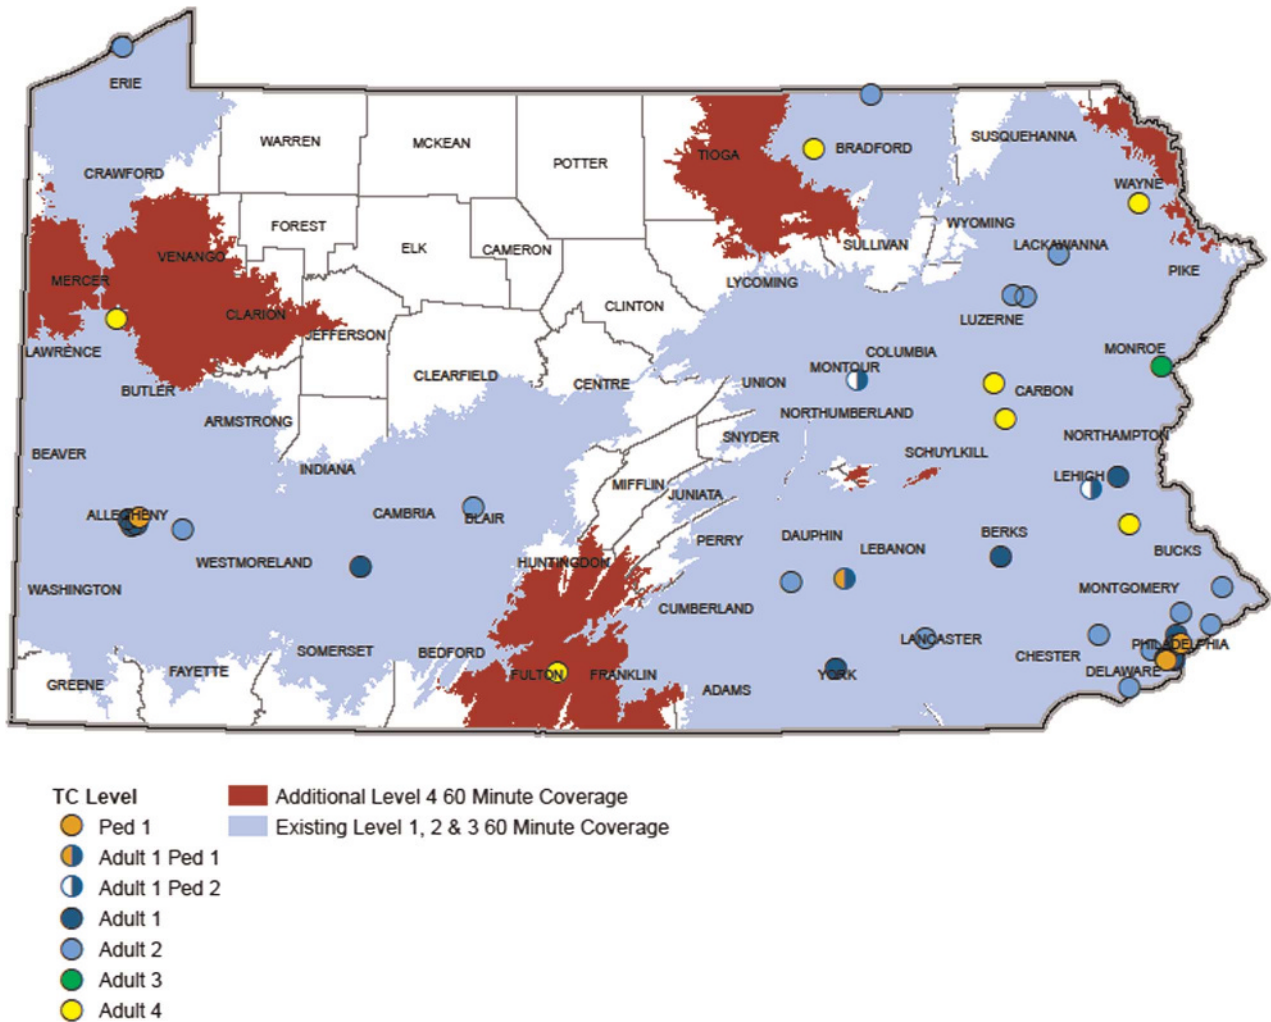 ERIE
WARREN
MCKEAN
POTTER
TIOGA
BRADFORD
SUSQUEHANNA
CRAWFORD
WAYNE
FOREST
ELK
CAMERON
SULLIVAN
WYOMING
LACKAWANNA
VENANGO
MERCER
LYCOMING
PIKE
CLINTON
CLARION
JEFFERSON
LUZERNE
LAWRENCE
COLUMBIA
MONROE
MONTOUR
CLEARFIELD
CENTRE
UNION
CARBON
BUTLER
ARMSTRONG
NORTHUMBERLAND
NORTHAMPTON
SNYDER
BEAVER
SCHUYLKILL
INDIANA
LEHIGH
MIFFLIN
JUNIATA
ALLEGHENY
CAMBRIA
BLAIR
PERRY
DAUPHIN
BERKS
LEBANON
BUCKS
WESTMORELAND
HUNTINGDON
WASHINGTON
MONTGOMERY
CUMBERLAND
LANCASTER
PHILADELPHIA
SOMERSET
BEDFORD
CHESTER
FAYETTE
DELAWARE
FULTON
FRANKLIN
YORK
GREENE
ADAMS
TC Level
Ped 1
Adult 1 Ped 1
Adult 1 Ped 2
Adult 1
Adult 2
Adult 3
Adult 4
Additional Level 4 60 Minute Coverage
Existing Level 1, 2 & 3 60 Minute Coverage